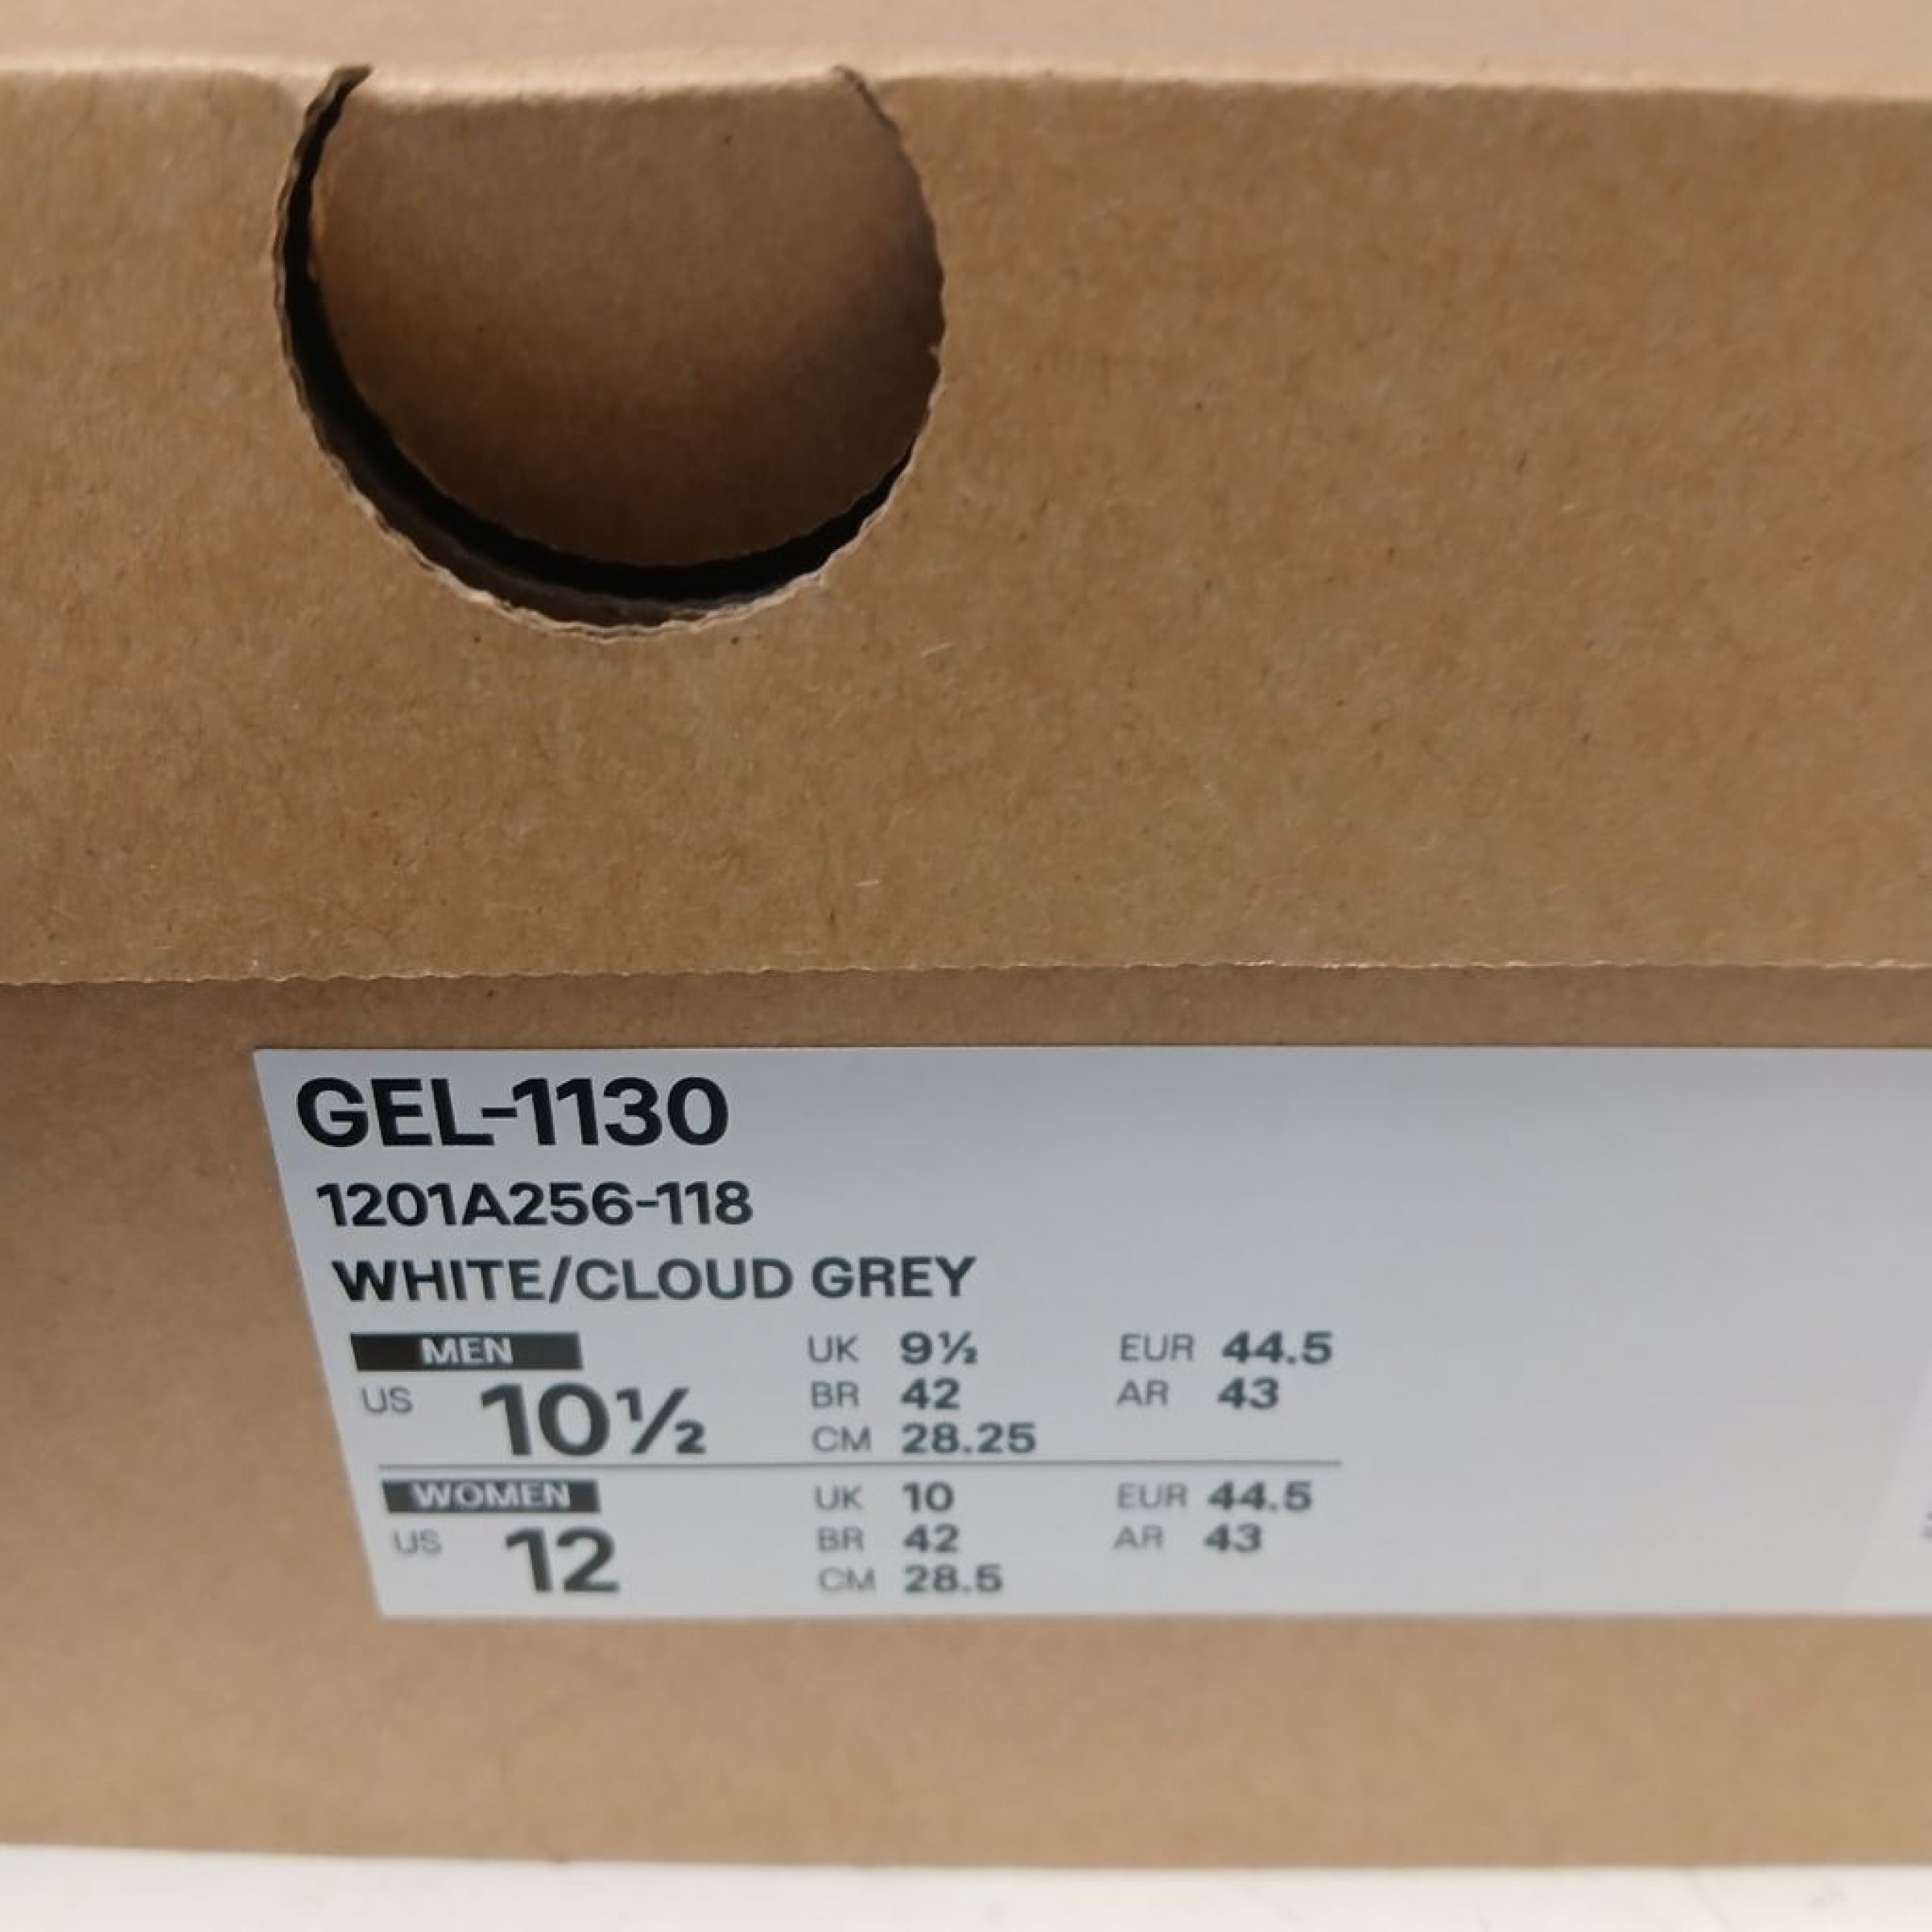 GEL-1130
1201A256-118
WHITE/CLOUD GREY
MEN UK 9½ EUR 44.5
US 10½ BR 42 AR 43
CM 28.25
WOMEN UK 10 EUR 44.5
US 12 BR 42 AR 43
CM 28.5